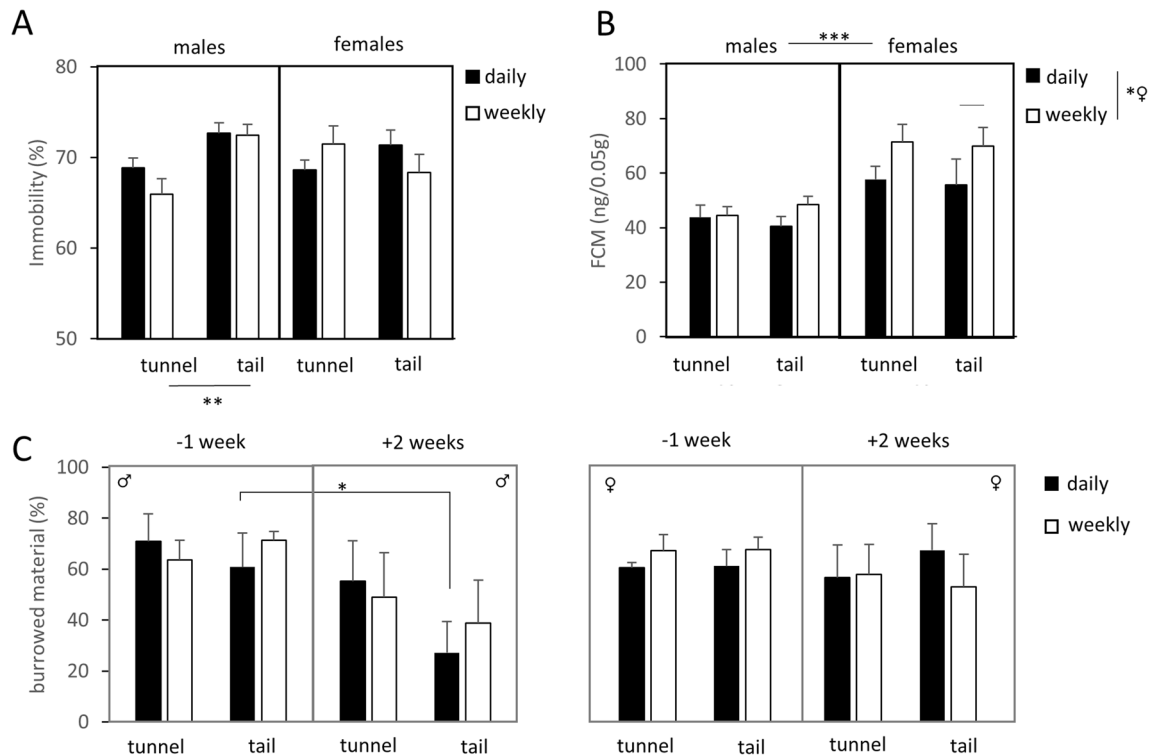 A
males females
80
70
60
50
Immobility (%)
daily
weekly
tunnel tail tunnel tail
**
B
males *** females
100
80
60
40
20
0
FCM (ng/0.05g)
daily
weekly
*♀
tunnel tail tunnel tail
C
-1 week +2 weeks
100
80
60
40
20
0
burrowed material (%)
♂ * ♂
tunnel tail tunnel tail
-1 week +2 weeks
♀ ♀
daily
weekly
tunnel tail tunnel tail